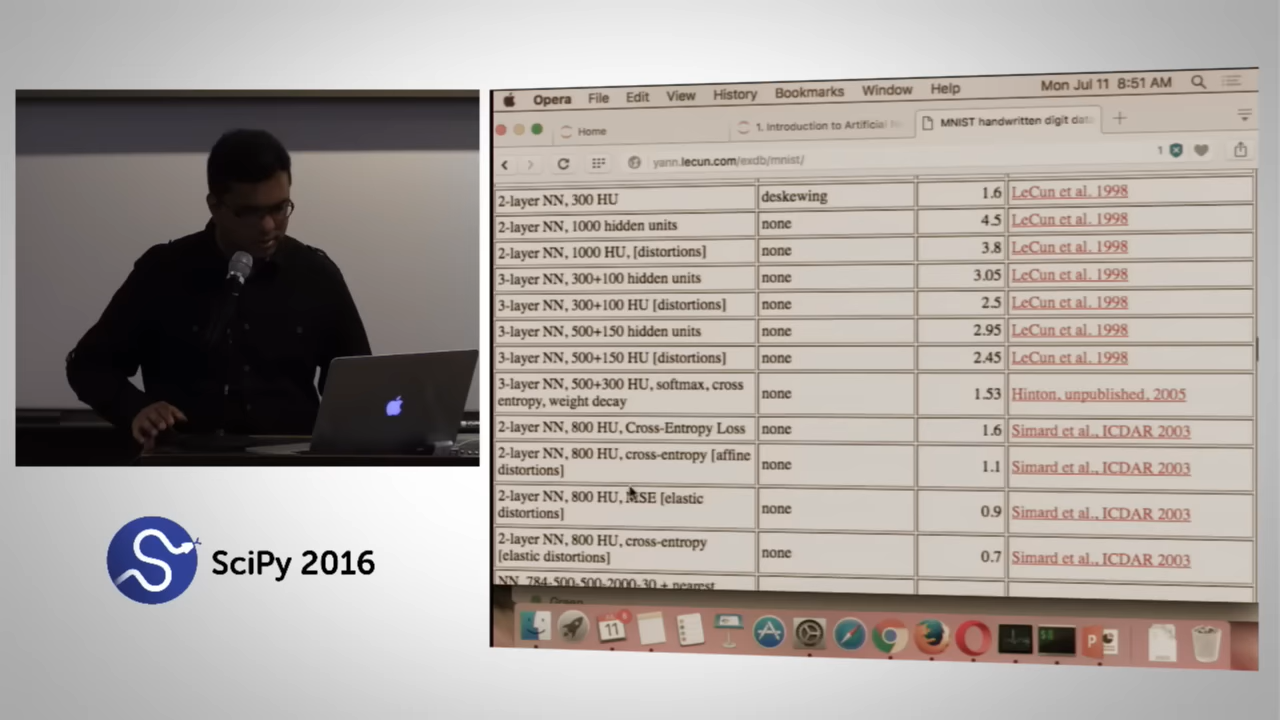 Opera File Edit View History Bookmarks Window Help Mon Jul 11 8:51 AM
Home
1. Introduction to Artificial
MNIST handwritten digit data
yann.lecun.com/exdb/mnist/
1
2-layer NN, 300 HU deskewing 1.6 LeCun et al. 1998
2-layer NN, 1000 hidden units none 4.5 LeCun et al. 1998
2-layer NN, 1000 HU, [distortions] none 3.8 LeCun et al. 1998
3-layer NN, 300+100 hidden units none 3.05 LeCun et al. 1998
3-layer NN, 300+100 HU [distortions] none 2.5 LeCun et al. 1998
3-layer NN, 500+150 hidden units none 2.95 LeCun et al. 1998
3-layer NN, 500+150 HU [distortions] none 2.45 LeCun et al. 1998
3-layer NN, 500+300 HU, softmax, cross
entropy, weight decay none 1.53 Hinton, unpublished, 2005
2-layer NN, 800 HU, Cross-Entropy Loss none 1.6 Simard et al., ICDAR 2003
2-layer NN, 800 HU, cross-entropy [affine
distortions] none 1.1 Simard et al., ICDAR 2003
2-layer NN, 800 HU, MSE [elastic
distortions] none 0.9 Simard et al., ICDAR 2003
2-layer NN, 800 HU, cross-entropy
[elastic distortions] none 0.7 Simard et al., ICDAR 2003
NN, 784-500-500-2000-30 + nearest
11
SciPy 2016